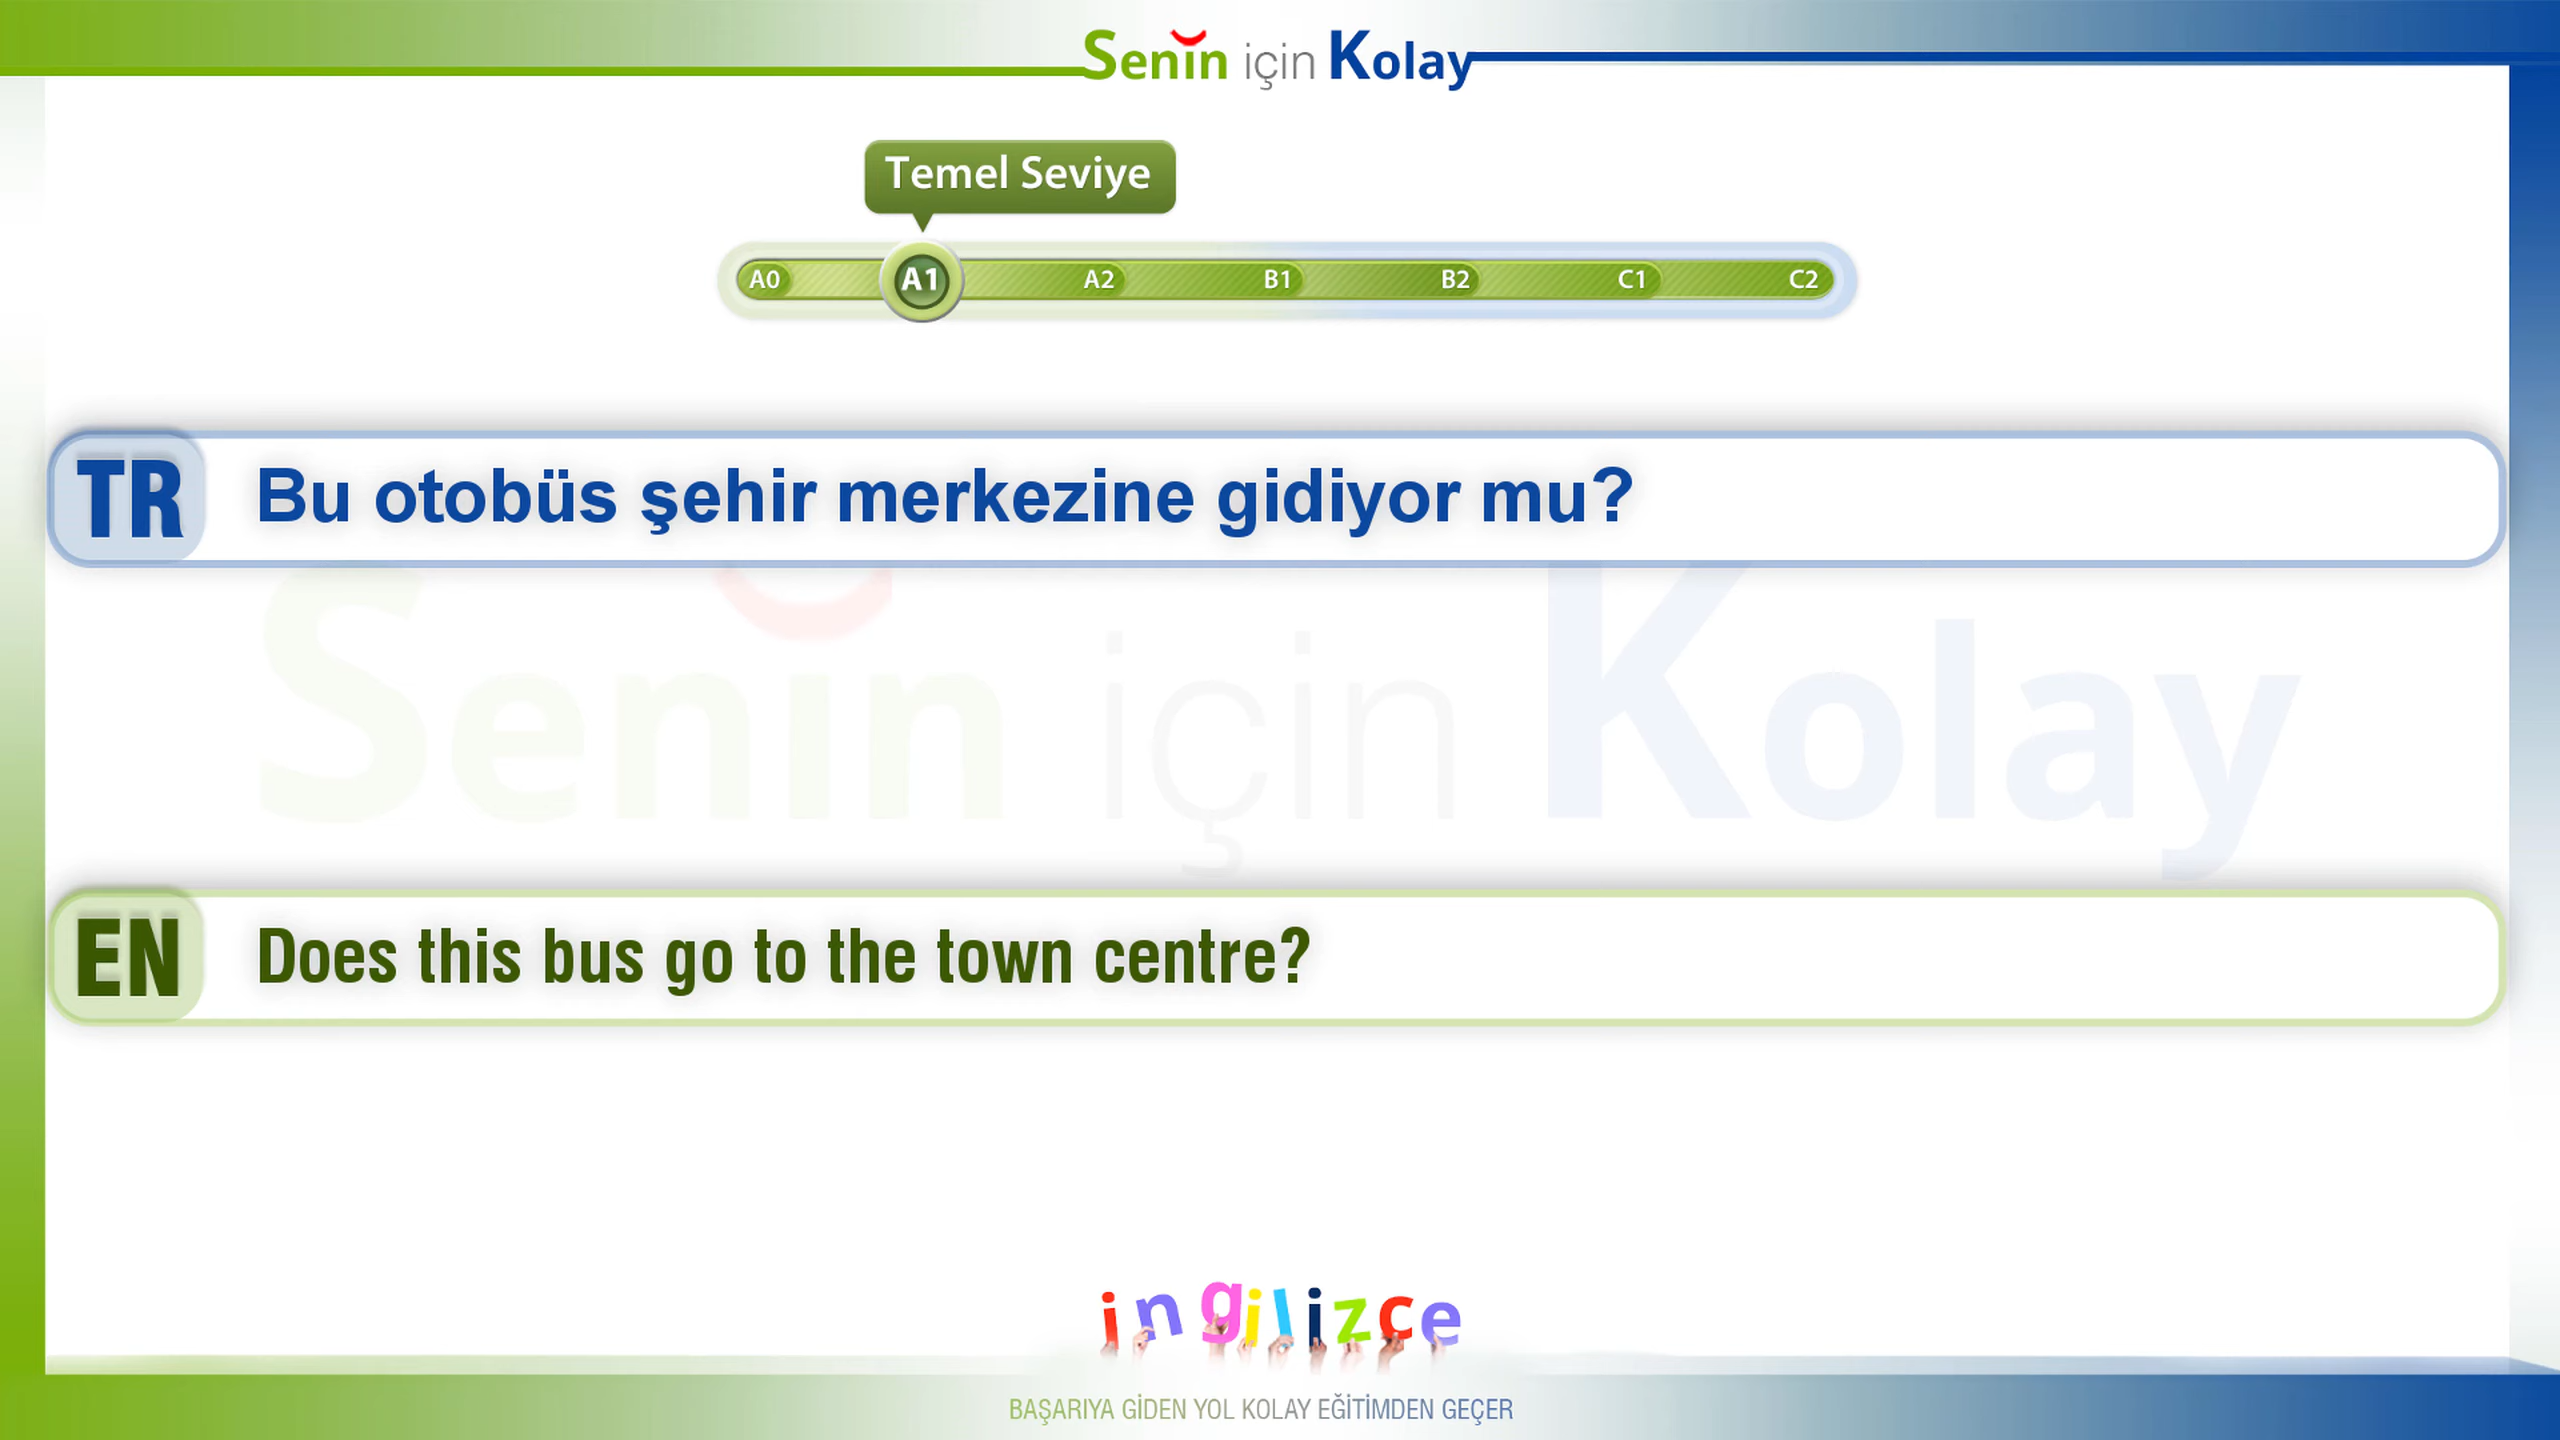 Senin için Kolay
Temel Seviye
A0 A1 A2 B1 B2 C1 C2
TR Bu otobüs şehir merkezine gidiyor mu?
Senin için Kolay
EN Does this bus go to the town centre?
ingilizce
BAŞARIYA GİDEN YOL KOLAY EĞİTİMDEN GEÇER